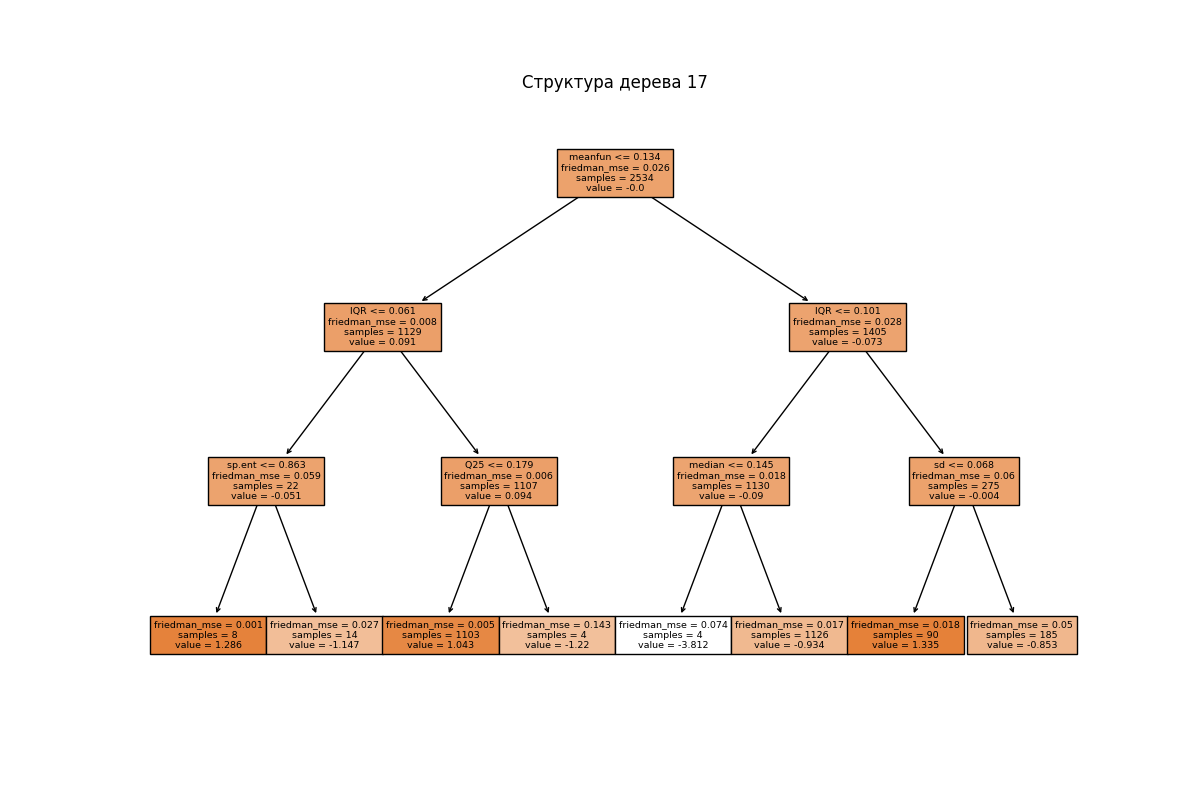 Структура дерева 17
meanfun <= 0.134
friedman_mse = 0.026
samples = 2534
value = -0.0
IQR <= 0.061
friedman_mse = 0.008
samples = 1129
value = 0.091
IQR <= 0.101
friedman_mse = 0.028
samples = 1405
value = -0.073
sp.ent <= 0.863
friedman_mse = 0.059
samples = 22
value = -0.051
Q25 <= 0.179
friedman_mse = 0.006
samples = 1107
value = 0.094
median <= 0.145
friedman_mse = 0.018
samples = 1130
value = -0.09
sd <= 0.068
friedman_mse = 0.06
samples = 275
value = -0.004
friedman_mse = 0.001
samples = 8
value = 1.286
friedman_mse = 0.027
samples = 14
value = -1.147
friedman_mse = 0.005
samples = 1103
value = 1.043
friedman_mse = 0.143
samples = 4
value = -1.22
friedman_mse = 0.074
samples = 4
value = -3.812
friedman_mse = 0.017
samples = 1126
value = -0.934
friedman_mse = 0.018
samples = 90
value = 1.335
friedman_mse = 0.05
samples = 185
value = -0.853